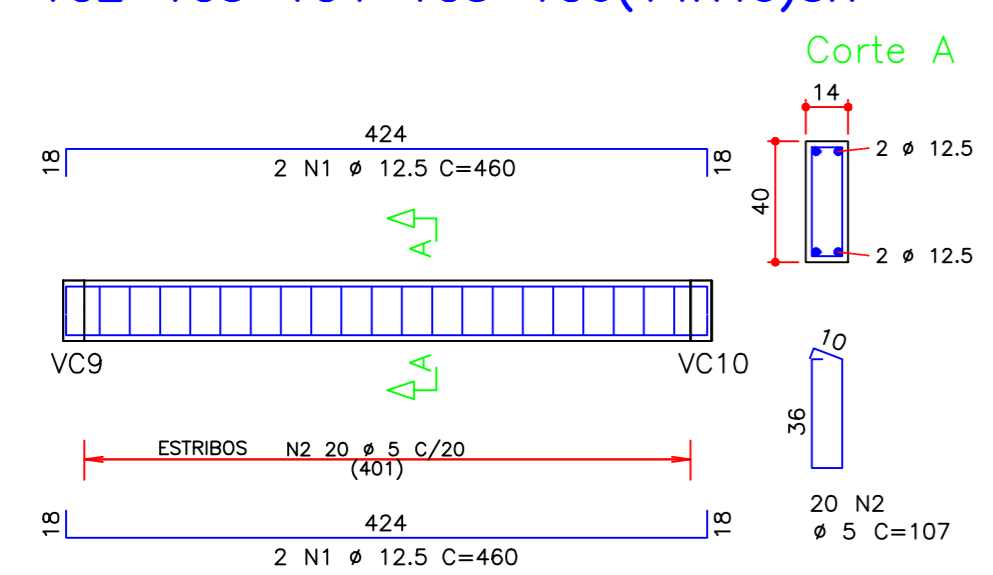 Corte A
14
424
18
18
2 N1 ø 12.5 C=460
2 ø 12.5
40
A
2 ø 12.5
VC9
A
VC10
10
36
ESTRIBOS N2 20 ø 5 C/20
(401)
18
424
18
20 N2
ø 5 C=107
2 N1 ø 12.5 C=460